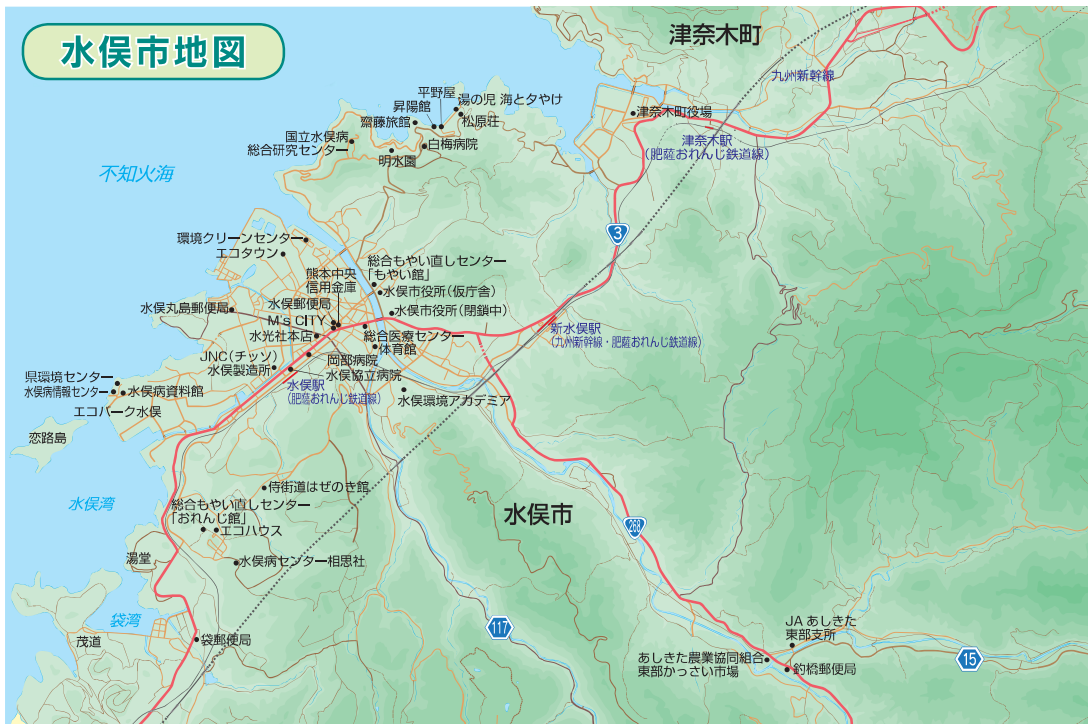 水俣市地図
津奈木町
九州新幹線
平野屋
湯の児 海と夕やけ
昇陽館
松原荘
齋藤旅館
津奈木町役場
国立水俣病
総合研究センター
白梅病院
明水園
津奈木駅
(肥薩おれんじ鉄道線)
不知火海
3
環境クリーンセンター
エコタウン
総合もやい直しセンター
「もやい館」
熊本中央
信用金庫
水俣市役所(仮庁舎)
水俣丸島郵便局
水俣郵便局
水俣市役所(閉鎖中)
M's CITY
水光社本店
総合医療センター
体育館
新水俣駅
(九州新幹線・肥薩おれんじ鉄道線)
JNC(チッソ)
水俣製造所
岡部病院
水俣協立病院
県環境センター
水俣病情報センター
水俣病資料館
水俣駅
(肥薩おれんじ鉄道線)
水俣環境アカデミア
エコパーク水俣
恋路島
侍街道はぜのき館
水俣湾
総合もやい直しセンター
「おれんじ館」
エコハウス
水俣市
268
湯堂
水俣病センター相思社
袋湾
茂道
袋郵便局
117
JA あしきた
東部支所
あしきた農業協同組合
東部かっさい市場
釣橋郵便局
15